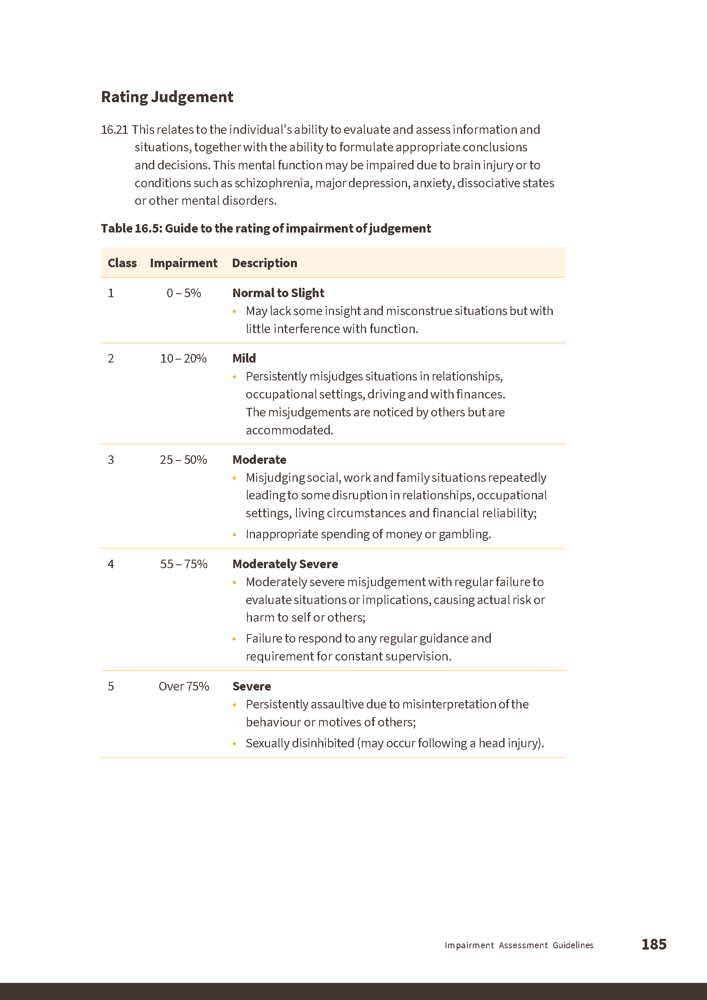 Rating Judgement
16.21 This relates to the individual’s ability to evaluate and assess information and
situations, together with the ability to formulate appropriate conclusions
and decisions. This mental function may be impaired due to brain injury or to
conditions such as schizophrenia, major depression, anxiety, dissociative states
or other mental disorders.
Table 16.5: Guide to the rating of impairment of judgement
Class Impairment Description
1 0 – 5% Normal to Slight
• May lack some insight and misconstrue situations but with
little interference with function.
2 10 – 20% Mild
• Persistently misjudges situations in relationships,
occupational settings, driving and with finances.
The misjudgements are noticed by others but are
accommodated.
3 25 – 50% Moderate
• Misjudging social, work and family situations repeatedly
leading to some disruption in relationships, occupational
settings, living circumstances and financial reliability;
• Inappropriate spending of money or gambling.
4 55 – 75% Moderately Severe
• Moderately severe misjudgement with regular failure to
evaluate situations or implications, causing actual risk or
harm to self or others;
• Failure to respond to any regular guidance and
requirement for constant supervision.
5 Over 75% Severe
• Persistently assaultive due to misinterpretation of the
behaviour or motives of others;
• Sexually disinhibited (may occur following a head injury).
Impairment Assessment Guidelines 185